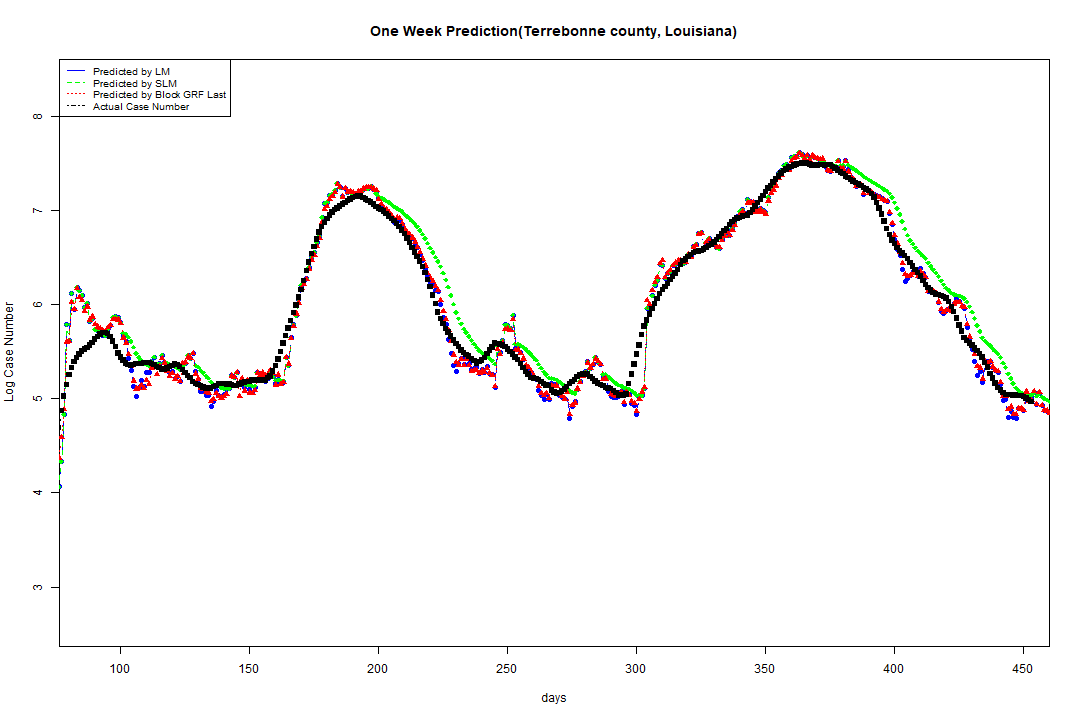 One Week Prediction(Terrebonne county, Louisiana)
Predicted by LM
Predicted by SLM
Predicted by Block GRF Last
Actual Case Number
Log Case Number
8
7
6
5
4
3
100 150 200 250 300 350 400 450
days